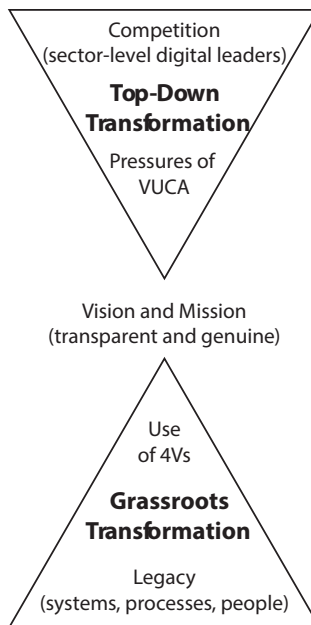 Competition
(sector-level digital leaders)
Top-Down
Transformation
Pressures of
VUCA
Vision and Mission
(transparent and genuine)
Use
of 4Vs
Grassroots
Transformation
Legacy
(systems, processes, people)